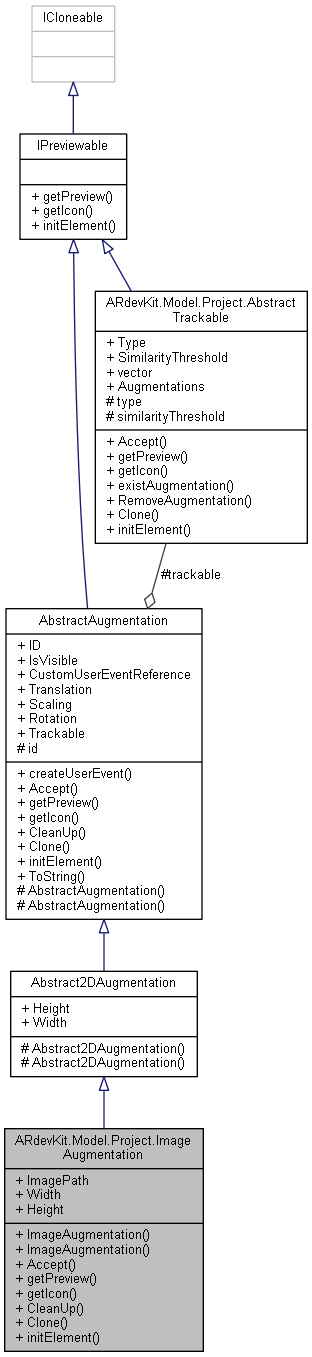 ICloneable
IPreviewable
+ getPreview()
+ getIcon()
+ initElement()
ARdevKit.Model.Project.Abstract
Trackable
+ Type
+ SimilarityThreshold
+ vector
+ Augmentations
# type
# similarityThreshold
+ Accept()
+ getPreview()
+ getIcon()
+ existAugmentation()
+ RemoveAugmentation()
+ Clone()
+ initElement()
#trackable
AbstractAugmentation
+ ID
+ IsVisible
+ CustomUserEventReference
+ Translation
+ Scaling
+ Rotation
+ Trackable
# id
+ createUserEvent()
+ Accept()
+ getPreview()
+ getIcon()
+ CleanUp()
+ Clone()
+ initElement()
+ ToString()
# AbstractAugmentation()
# AbstractAugmentation()
Abstract2DAugmentation
+ Height
+ Width
# Abstract2DAugmentation()
# Abstract2DAugmentation()
ARdevKit.Model.Project.Image
Augmentation
+ ImagePath
+ Width
+ Height
+ ImageAugmentation()
+ ImageAugmentation()
+ Accept()
+ getPreview()
+ getIcon()
+ CleanUp()
+ Clone()
+ initElement()